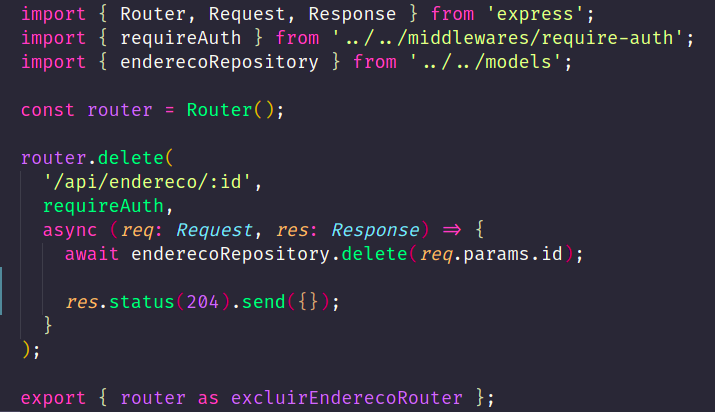 import { Router, Request, Response } from 'express';
import { requireAuth } from '../../middlewares/require-auth';
import { enderecoRepository } from '../../models';
const router = Router();
router.delete(
'/api/endereco/:id',
requireAuth,
async (req: Request, res: Response) => {
await enderecoRepository.delete(req.params.id);
res.status(204).send({});
}
);
export { router as excluirEnderecoRouter };